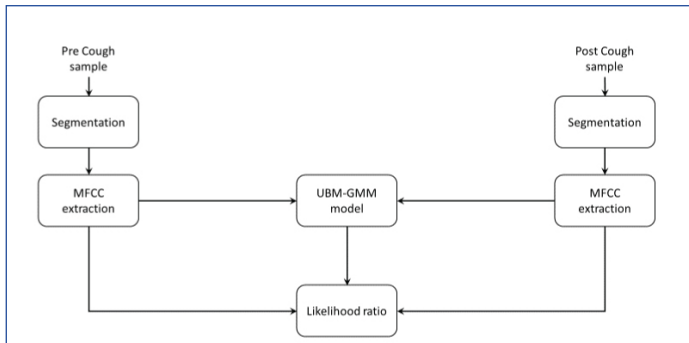 Pre Cough
sample
Post Cough
sample
Segmentation
Segmentation
MFCC
extraction
UBM-GMM
model
MFCC
extraction
Likelihood ratio